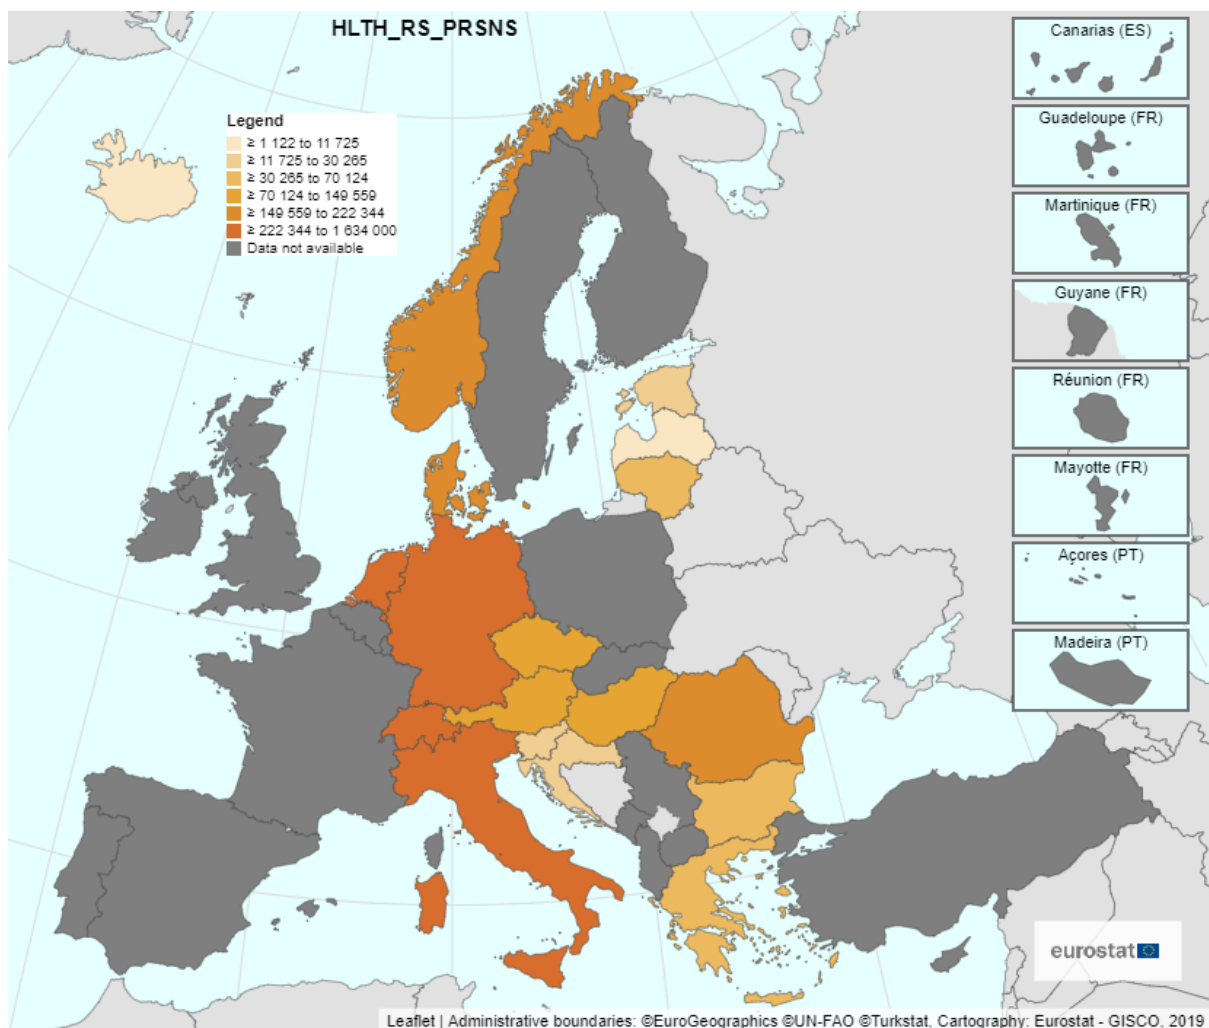 HLTH_RS_PRSNS
Legend
≥ 1 122 to 11 725
≥ 11 725 to 30 265
≥ 30 265 to 70 124
≥ 70 124 to 149 559
≥ 149 559 to 222 344
≥ 222 344 to 1 634 000
Data not available
Canarias (ES)
Guadeloupe (FR)
Martinique (FR)
Guyane (FR)
Réunion (FR)
Mayotte (FR)
Açores (PT)
Madeira (PT)
eurostat
Leaflet | Administrative boundaries: ©EuroGeographics ©UN-FAO ©Turkstat, Cartography: Eurostat - GISCO, 2019